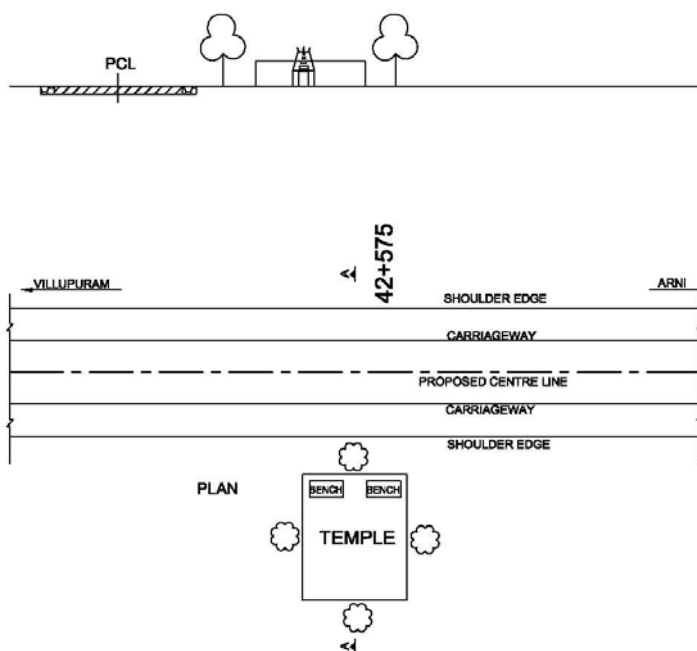 PCL
A
42+575
VILLUPURAM
ARNI
SHOULDER EDGE
CARRIAGEWAY
PROPOSED CENTRE LINE
CARRIAGEWAY
SHOULDER EDGE
PLAN
BENCH BENCH
TEMPLE
A